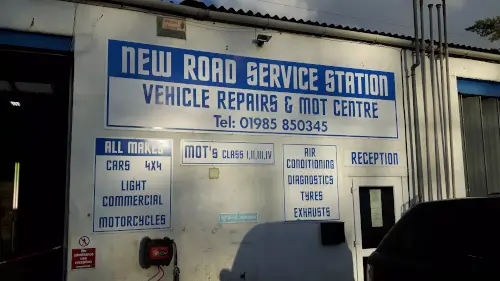 NEW ROAD SERVICE STATION
VEHICLE REPAIRS & MOT CENTRE
Tel: 01985 850345
ALL MAKES
CARS 4X4
LIGHT
COMMERCIAL
MOTORCYCLES
MOT'S CLASS I,II,III,IV
AIR
CONDITIONING
DIAGNOSTICS
TYRES
EXHAUSTS
RECEPTION